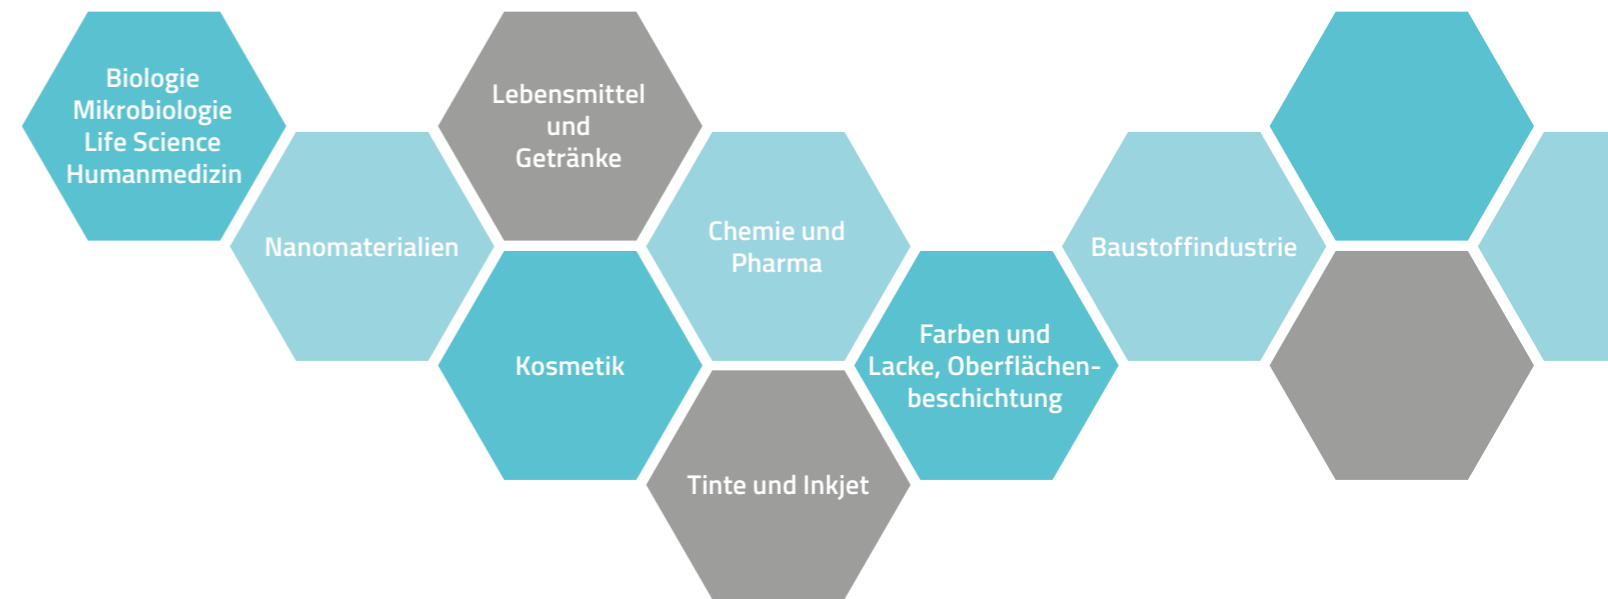 Biologie
Mikrobiologie
Life Science
Humanmedizin
Nanomaterialien
Lebensmittel
und
Getränke
Kosmetik
Chemie und
Pharma
Tinte und Inkjet
Farben und
Lacke, Oberflächen-
beschichtung
Baustoffindustrie